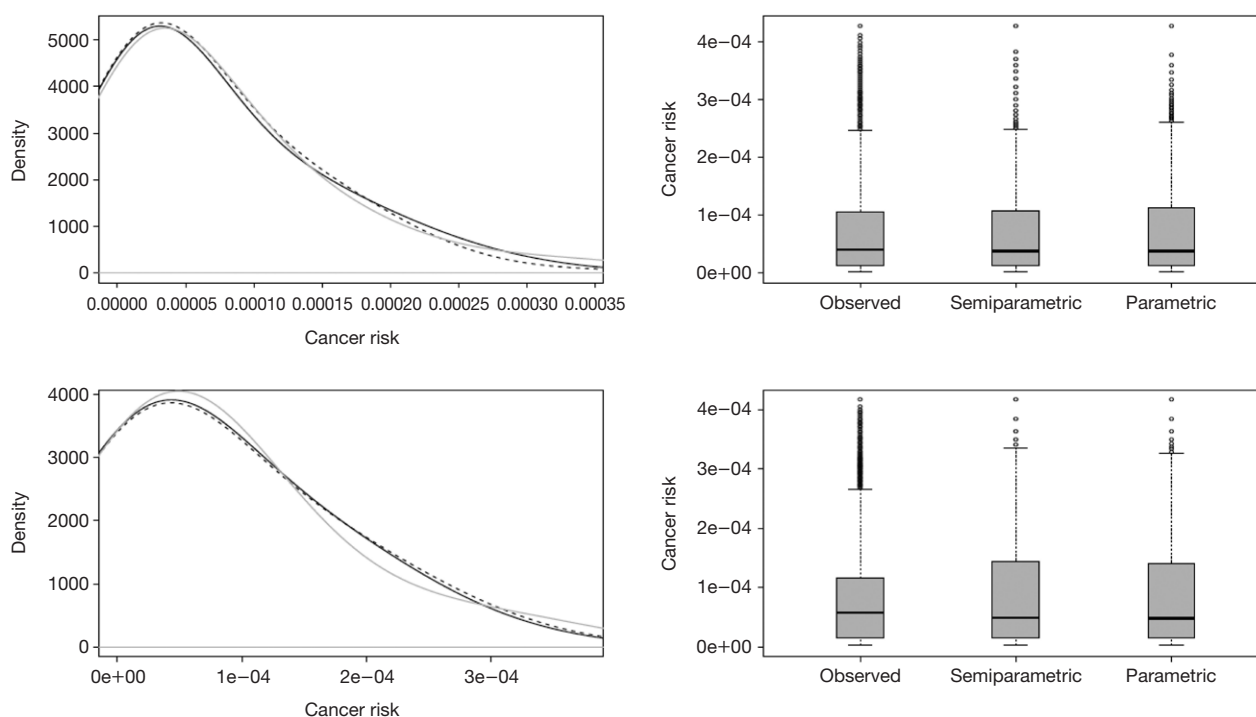 5000
4000
3000
2000
1000
0
Density
0.00000 0.00005 0.00010 0.00015 0.00020 0.00025 0.00030 0.00035
Cancer risk
4e−04
3e−04
2e−04
1e−04
0e+00
Cancer risk
Observed Semiparametric Parametric
4000
3000
2000
1000
0
Density
0e+00 1e−04 2e−04 3e−04
Cancer risk
4e−04
3e−04
2e−04
1e−04
0e+00
Cancer risk
Observed Semiparametric Parametric